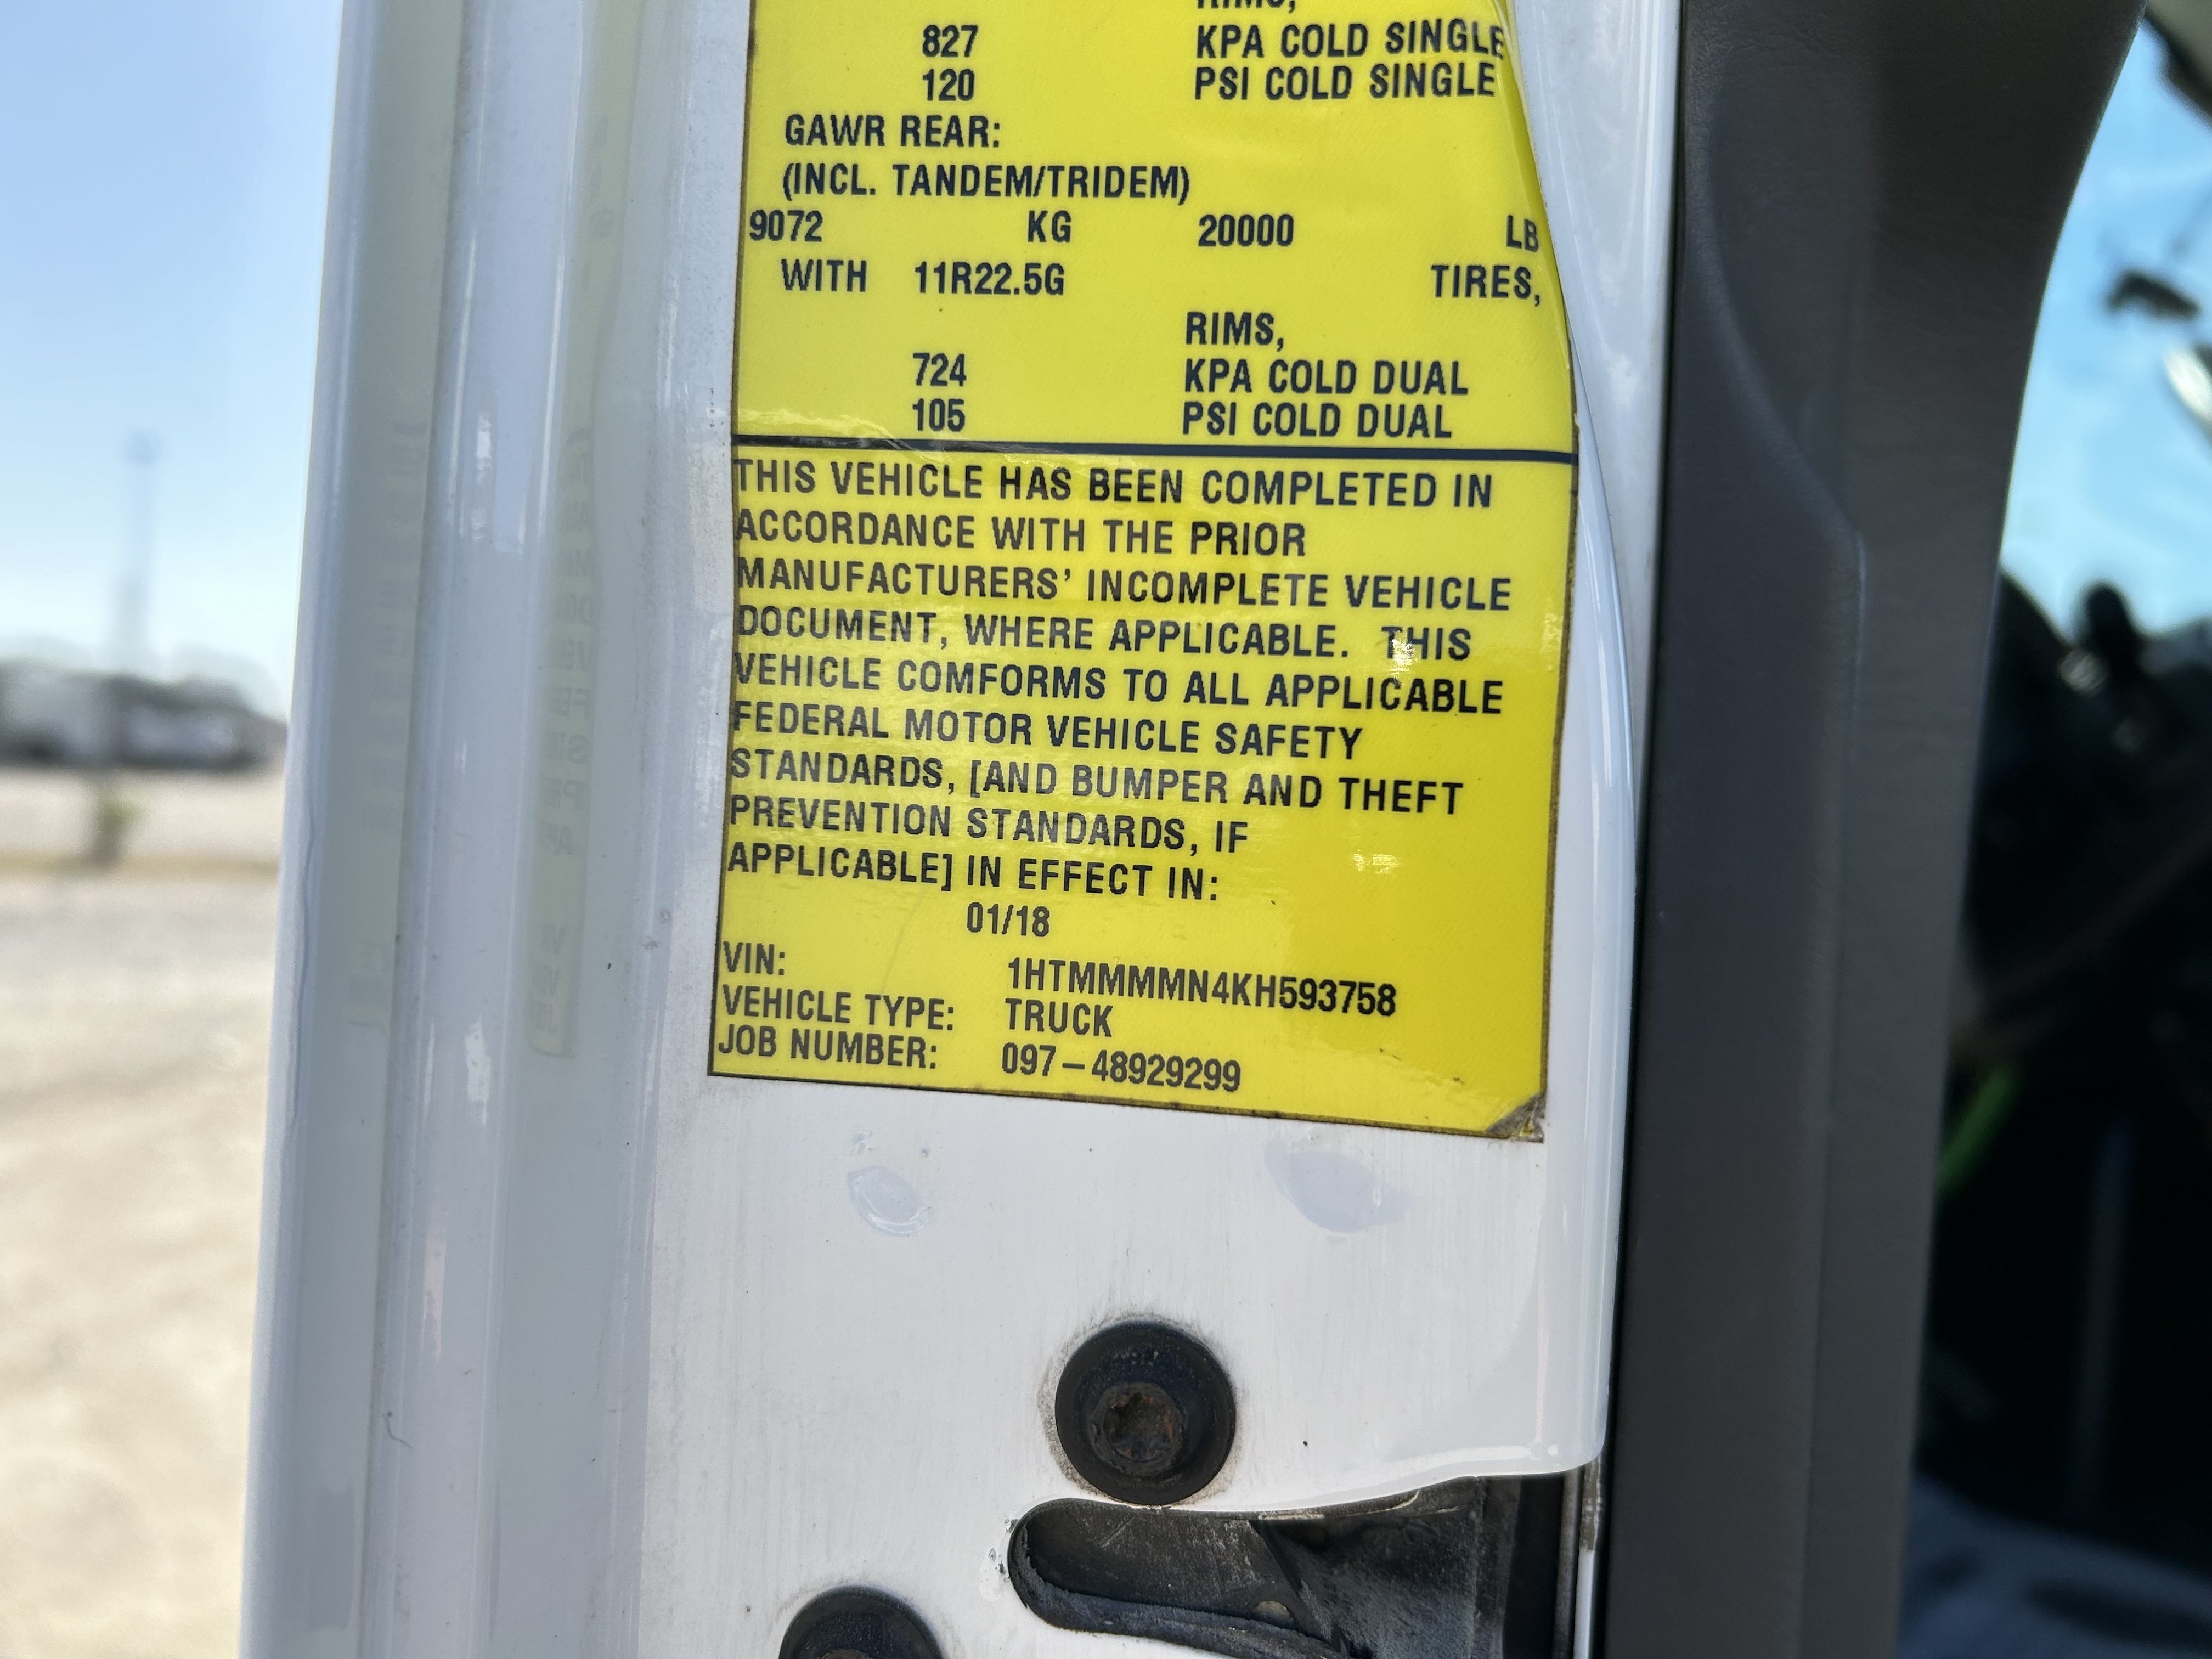 RIMS,
827 KPA COLD SINGLE
120 PSI COLD SINGLE
GAWR REAR:
(INCL. TANDEM/TRIDEM)
9072 KG 20000 LB
WITH 11R22.5G TIRES,
RIMS,
724 KPA COLD DUAL
105 PSI COLD DUAL
THIS VEHICLE HAS BEEN COMPLETED IN
ACCORDANCE WITH THE PRIOR
MANUFACTURERS' INCOMPLETE VEHICLE
DOCUMENT, WHERE APPLICABLE. THIS
VEHICLE COMFORMS TO ALL APPLICABLE
FEDERAL MOTOR VEHICLE SAFETY
STANDARDS, [AND BUMPER AND THEFT
PREVENTION STANDARDS, IF
APPLICABLE] IN EFFECT IN:
01/18
VIN: 1HTMMMMN4KH593758
VEHICLE TYPE: TRUCK
JOB NUMBER: 097-48929299